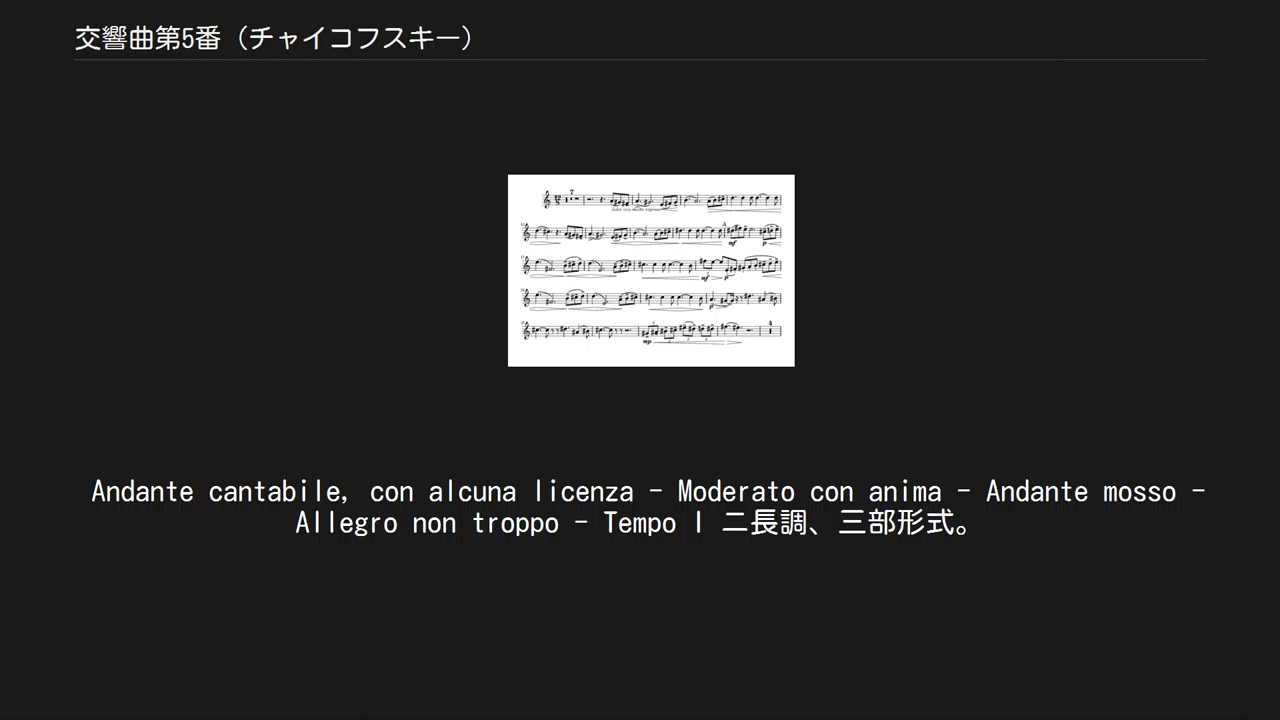 交響曲第5番（チャイコフスキー）
Andante cantabile, con alcuna licenza - Moderato con anima - Andante mosso -
Allegro non troppo - Tempo I ニ長調、三部形式。